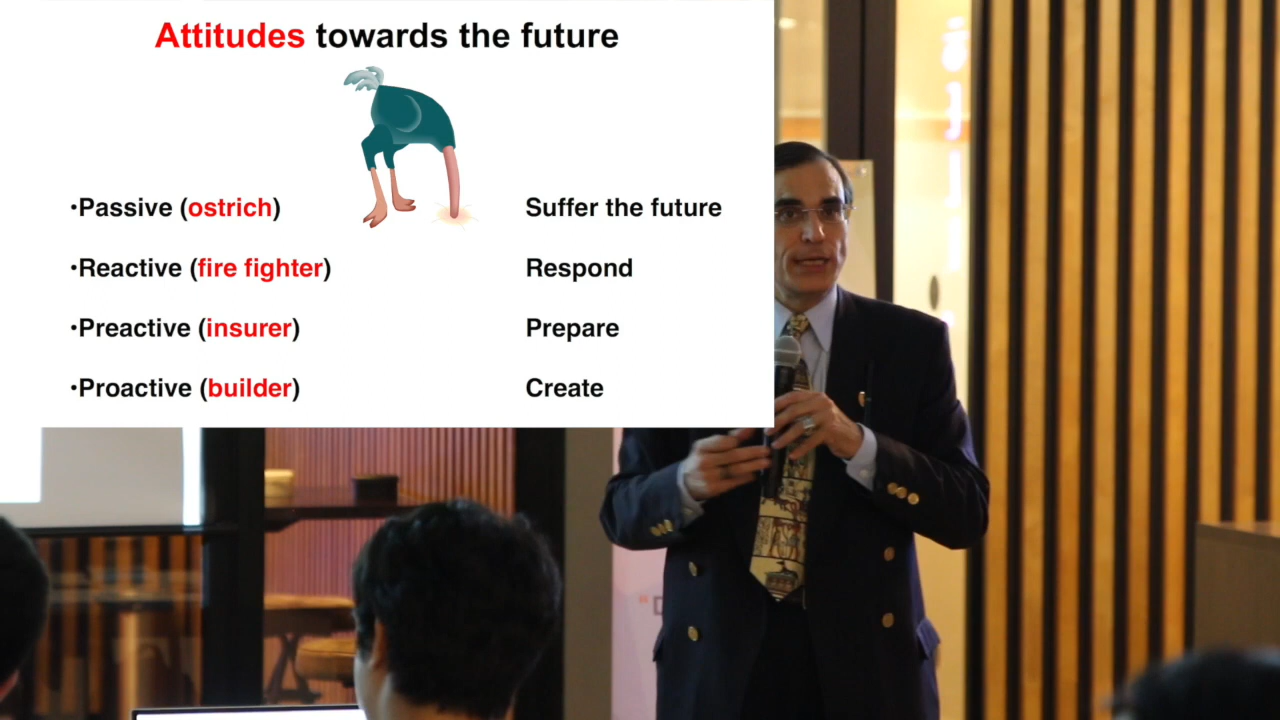 Attitudes towards the future
•Passive (ostrich) Suffer the future
•Reactive (fire fighter) Respond
•Preactive (insurer) Prepare
•Proactive (builder) Create